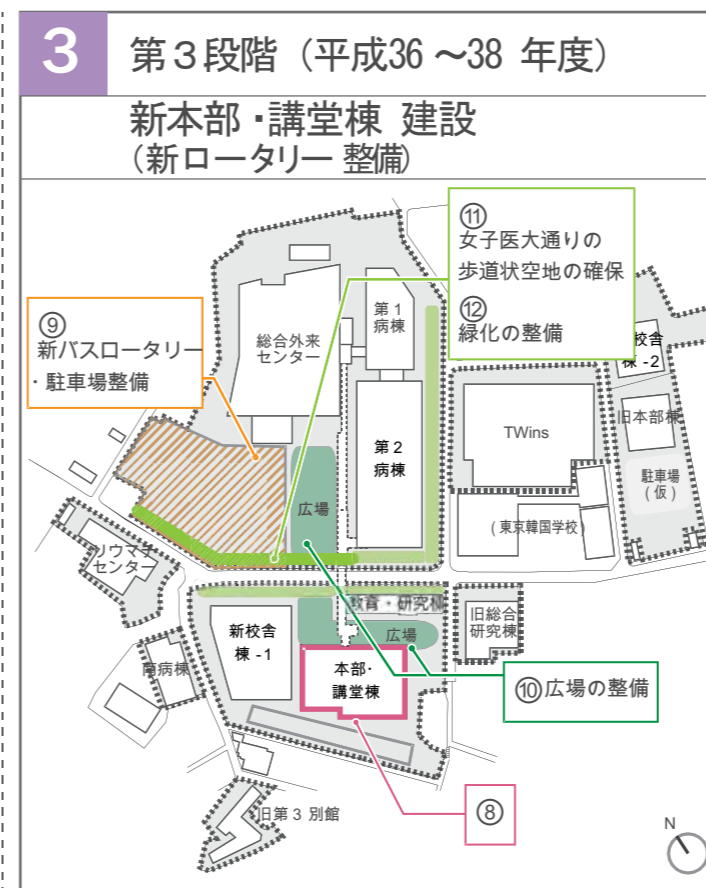 3
第3段階（平成36～38 年度）
新本部・講堂棟 建設
（新ロータリー 整備）
⑪
女子医大通りの
歩道状空地の確保
⑫
緑化の整備
⑨
新バスロータリー
・駐車場整備
総合外来
センター
第1
病棟
校舎
棟 -2
第2
病棟
TWins
旧本部棟
駐車場
（仮）
広場
（東京韓国学校）
リウマチ
センター
教育・研究棟
旧総合
研究棟
新校舎
棟 -1
広場
南病棟
本部・
講堂棟
⑩広場の整備
⑧
旧第3 別館
N